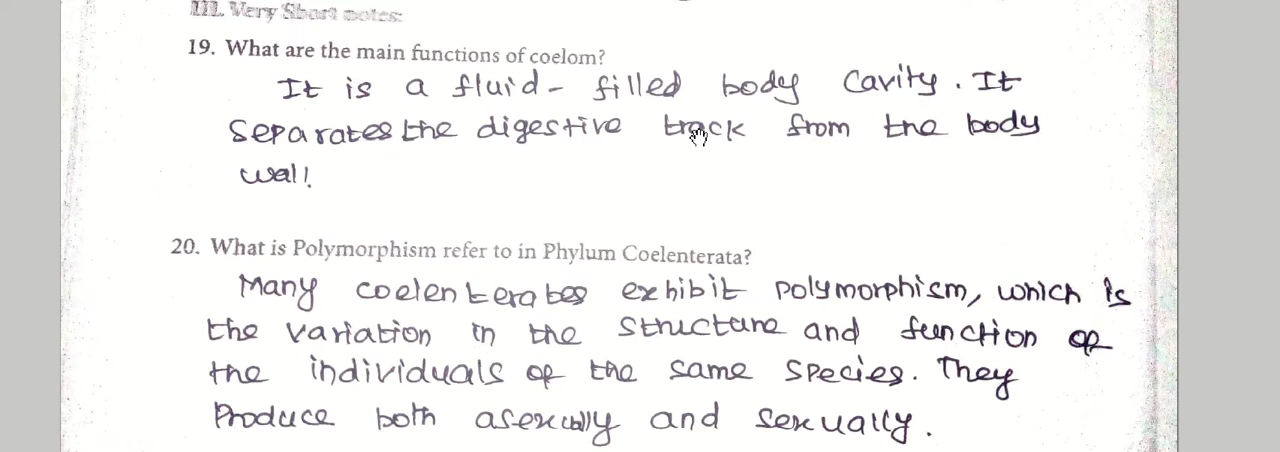 III. Very Short notes:
19. What are the main functions of coelom?
It is a fluid - filled body cavity. It
separates the digestive track from the body
wall.
20. What is Polymorphism refer to in Phylum Coelenterata?
Many coelenterates exhibit polymorphism, which is
the variation in the structure and function of
the individuals of the same species. They
Produce both asexually and sexually.